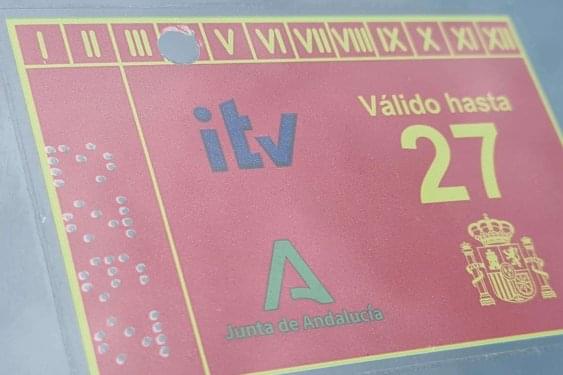 I II III V VI VII VIII IX X XI XII
itv
Válido hasta
27
Junta de Andalucía